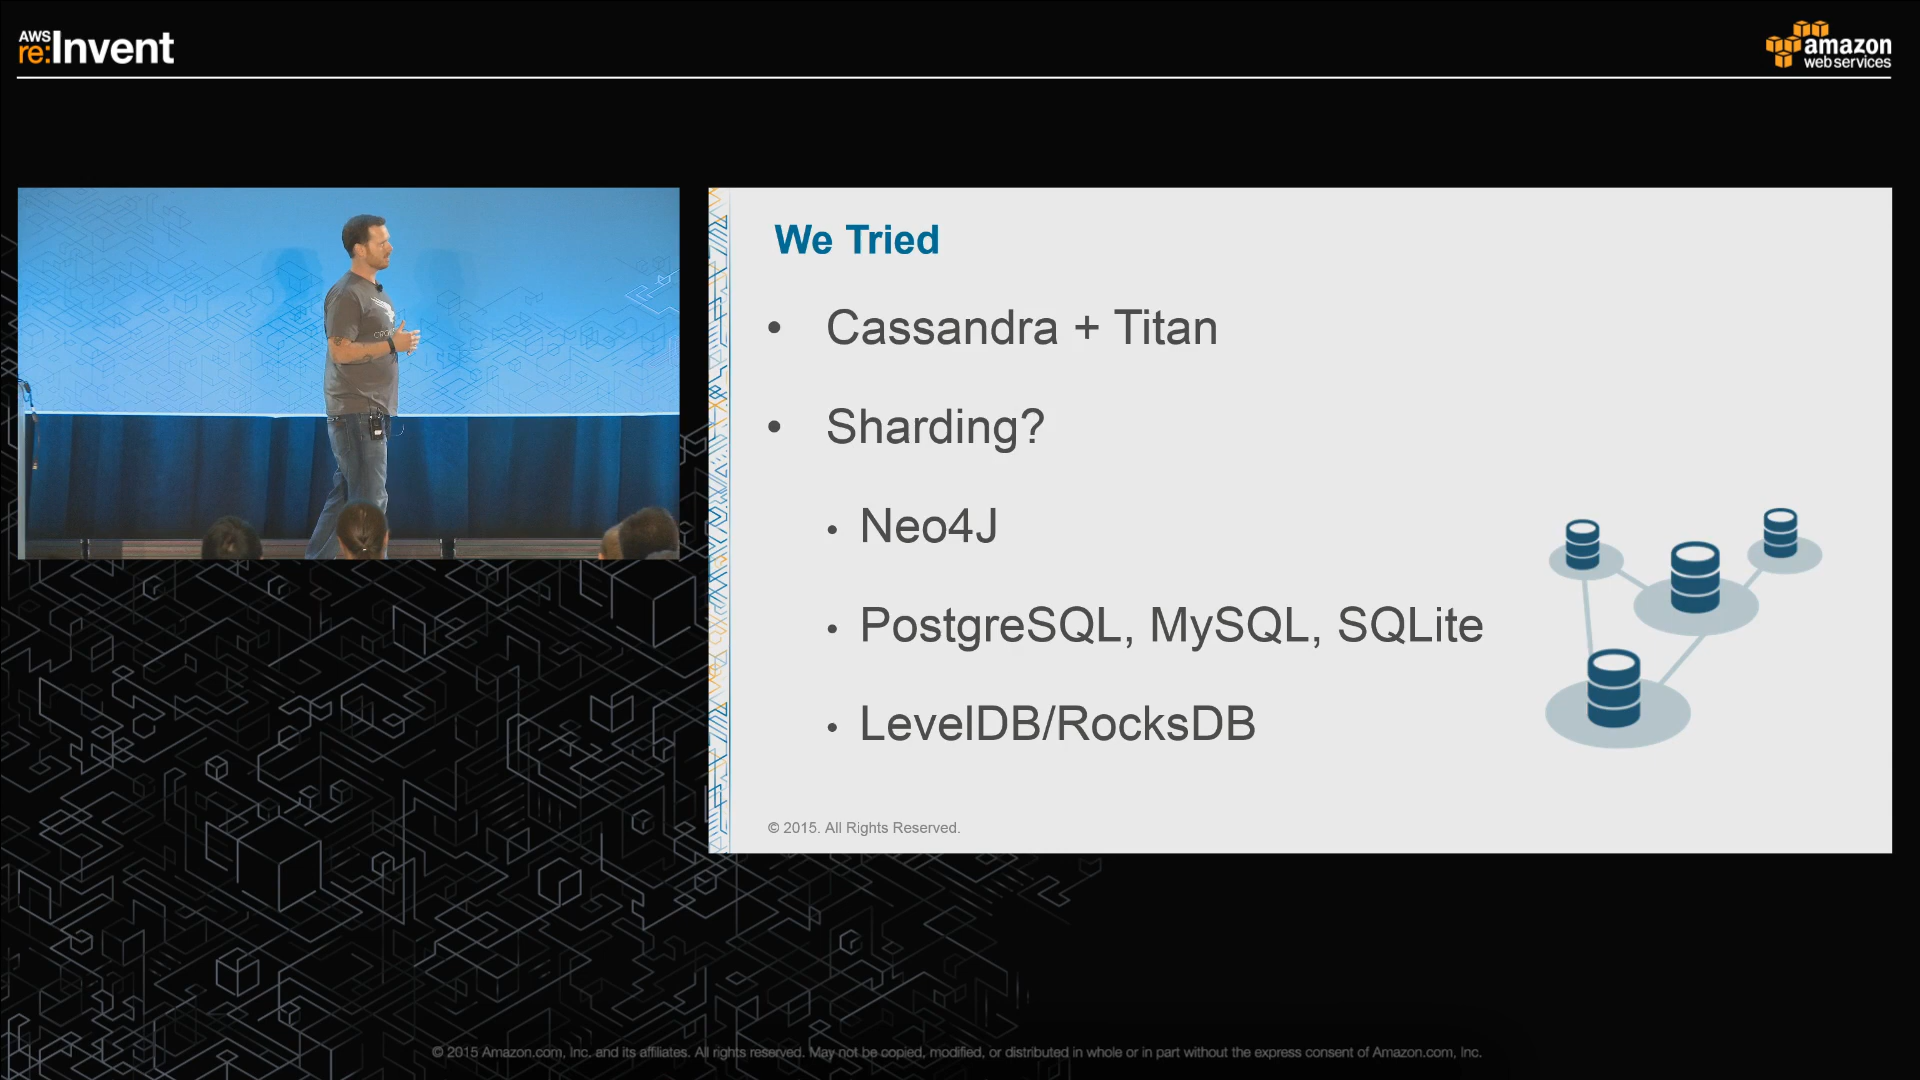 AWS
re:Invent
amazon
web services
We Tried
• Cassandra + Titan
• Sharding?
• Neo4J
• PostgreSQL, MySQL, SQLite
• LevelDB/RocksDB
© 2015. All Rights Reserved.
© 2015 Amazon.com, Inc. and its affiliates. All rights reserved. May not be copied, modified, or distributed in whole or in part without the express consent of Amazon.com, Inc.